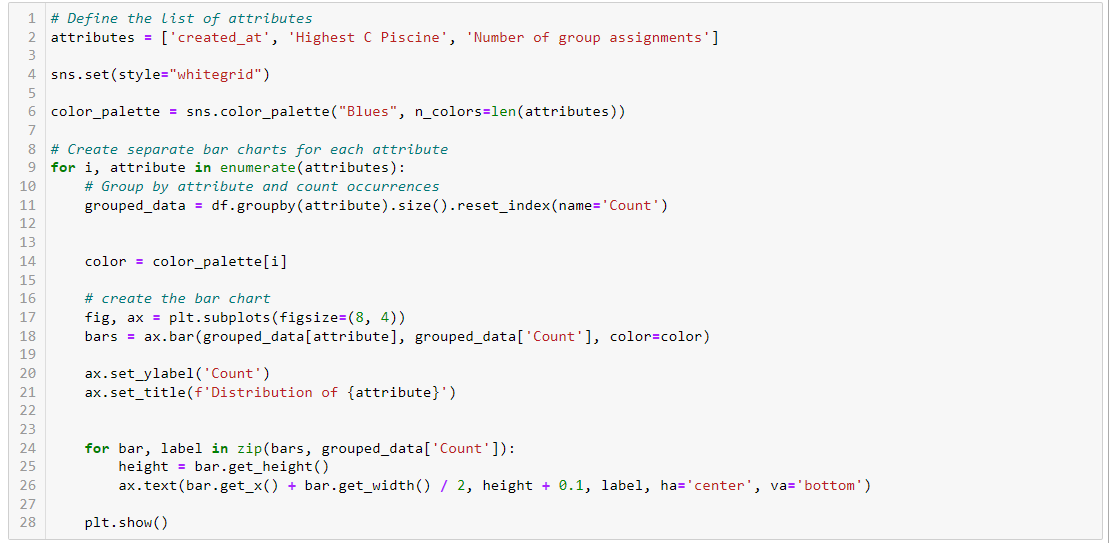 1 # Define the list of attributes
2 attributes = ['created_at', 'Highest C Piscine', 'Number of group assignments']
3
4 sns.set(style="whitegrid")
5
6 color_palette = sns.color_palette("Blues", n_colors=len(attributes))
7
8 # Create separate bar charts for each attribute
9 for i, attribute in enumerate(attributes):
10     # Group by attribute and count occurrences
11     grouped_data = df.groupby(attribute).size().reset_index(name='Count')
12
13
14     color = color_palette[i]
15
16     # create the bar chart
17     fig, ax = plt.subplots(figsize=(8, 4))
18     bars = ax.bar(grouped_data[attribute], grouped_data['Count'], color=color)
19
20     ax.set_ylabel('Count')
21     ax.set_title(f'Distribution of {attribute}')
22
23
24     for bar, label in zip(bars, grouped_data['Count']):
25         height = bar.get_height()
26         ax.text(bar.get_x() + bar.get_width() / 2, height + 0.1, label, ha='center', va='bottom')
27
28     plt.show()